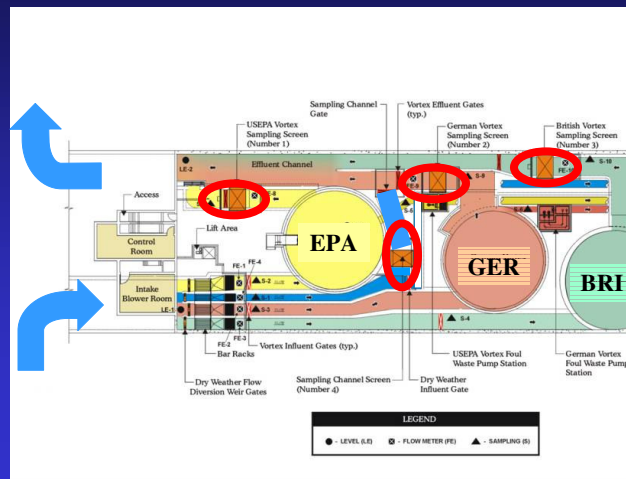 Sampling Channel
Gate
Vortex Effluent Gates
(typ.)
USEPA Vortex
Sampling Screen
(Number 1)
German Vortex
Sampling Screen
(Number 2)
British Vortex
Sampling Screen
(Number 3)
LE-2
Effluent Channel
S-10
FE-10
FE-9
S-9
FE-8
S-6
Access
Lift Area
Control
Room
EPA
GER
BRI
Intake
Blower Room
FE-1
FE-4
S-2
S-1
LE-1
S-3
S-4
FE-2
FE-3
Bar Racks
Vortex Influent Gates (typ.)
USEPA Vortex Foul
Waste Pump Station
German Vortex
Foul Waste Pump
Station
Dry Weather Flow
Diversion Weir Gates
Sampling Channel Screen
(Number 4)
Dry Weather
Influent Gate
LEGEND
- LEVEL (LE) - FLOW METER (FE) - SAMPLING (S)